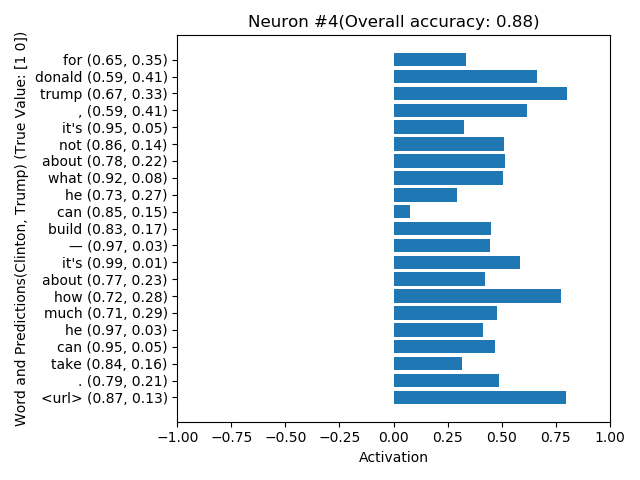 Neuron #4(Overall accuracy: 0.88)
Word and Predictions(Clinton, Trump) (True Value: [1 0])
for (0.65, 0.35)
donald (0.59, 0.41)
trump (0.67, 0.33)
, (0.59, 0.41)
it's (0.95, 0.05)
not (0.86, 0.14)
about (0.78, 0.22)
what (0.92, 0.08)
he (0.73, 0.27)
can (0.85, 0.15)
build (0.83, 0.17)
— (0.97, 0.03)
it's (0.99, 0.01)
about (0.77, 0.23)
how (0.72, 0.28)
much (0.71, 0.29)
he (0.97, 0.03)
can (0.95, 0.05)
take (0.84, 0.16)
. (0.79, 0.21)
<url> (0.87, 0.13)
−1.00 −0.75 −0.50 −0.25 0.00 0.25 0.50 0.75 1.00
Activation